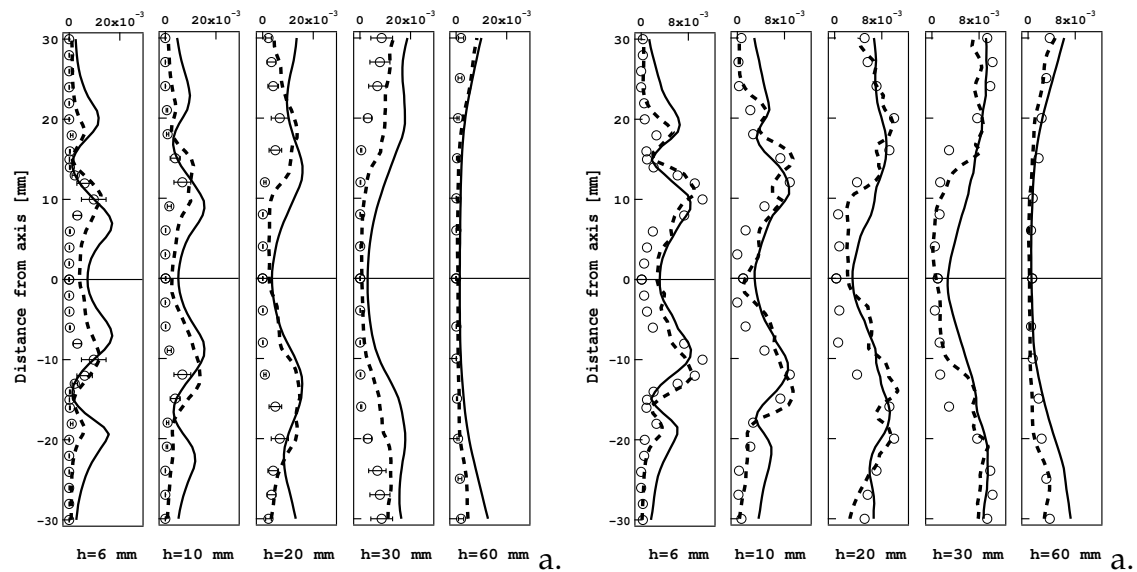 0 20x10⁻³ 0 20x10⁻³ 0 20x10⁻³ 0 20x10⁻³ 0 20x10⁻³ 0 8x10⁻³ 0 8x10⁻³ 0 8x10⁻³ 0 8x10⁻³ 0 8x10⁻³
30 30
20 20
10 10
0 0
-10 -10
-20 -20
-30 -30
Distance from axis [mm] Distance from axis [mm]
h=6 mm h=10 mm h=20 mm h=30 mm h=60 mm a. h=6 mm h=10 mm h=20 mm h=30 mm h=60 mm a.